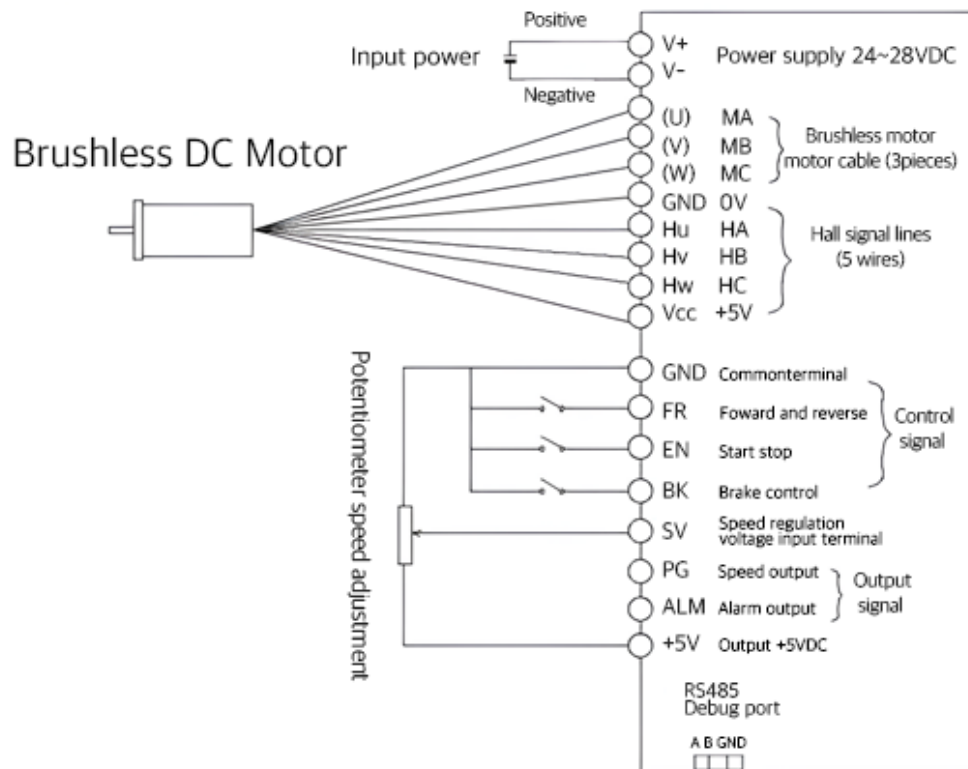 Positive
Input power
Negative
V+
V-
Power supply 24~28VDC
Brushless DC Motor
(U) MA
(V) MB
(W) MC
Brushless motor
motor cable (3pieces)
GND 0V
Hu HA
Hv HB
Hw HC
Vcc +5V
Hall signal lines
(5 wires)
Potentiometer speed adjustment
GND Commonterminal
FR Foward and reverse
EN Start stop
BK Brake control
Control
signal
SV Speed regulation
voltage input terminal
PG Speed output
ALM Alarm output
Output
signal
+5V Output +5VDC
RS485
Debug port
A B GND